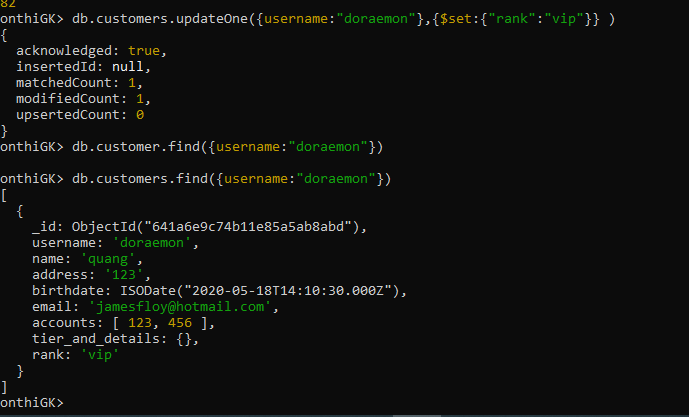 82
onthiGK> db.customers.updateOne({username:"doraemon"},{$set:{"rank":"vip"}} )
{
  acknowledged: true,
  insertedId: null,
  matchedCount: 1,
  modifiedCount: 1,
  upsertedCount: 0
}
onthiGK> db.customer.find({username:"doraemon"})
onthiGK> db.customers.find({username:"doraemon"})
[
  {
    _id: ObjectId("641a6e9c74b11e85a5ab8abd"),
    username: 'doraemon',
    name: 'quang',
    address: '123',
    birthdate: ISODate("2020-05-18T14:10:30.000Z"),
    email: 'jamesfloy@hotmail.com',
    accounts: [ 123, 456 ],
    tier_and_details: {},
    rank: 'vip'
  }
]
onthiGK>